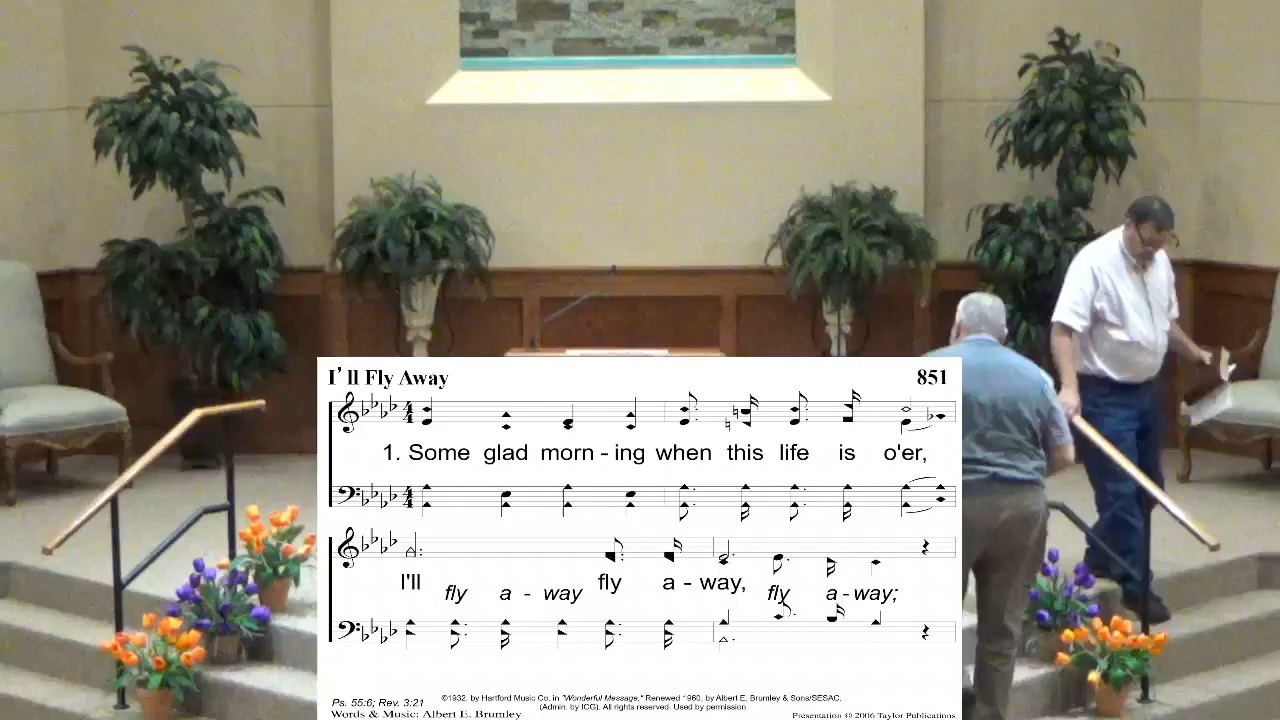 I'll Fly Away 851
1. Some glad morn - ing when this life is o'er,
I'll fly a - way fly a - way, fly a - way;
Ps. 55:6; Rev. 3:21
©1932. by Hartford Music Co. in "Wonderful Message," Renewed 1960. by Albert E. Brumley & Sons/SESAC.
(Admin. by ICG). All rights reserved. Used by permission
Words & Music: Albert E. Brumley
Presentation © 2006 Taylor Publications